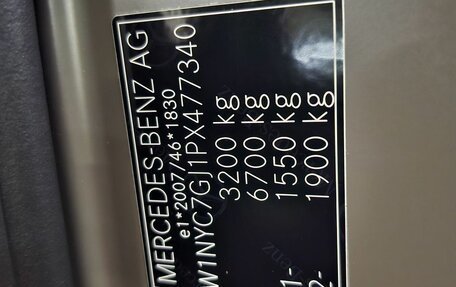 MERCEDES-BENZ AG
e1*2007/46*1830
W1NYC7GJ1PX477340
3200 kg
6700 kg
1- 1550 kg
2- 1900 kg